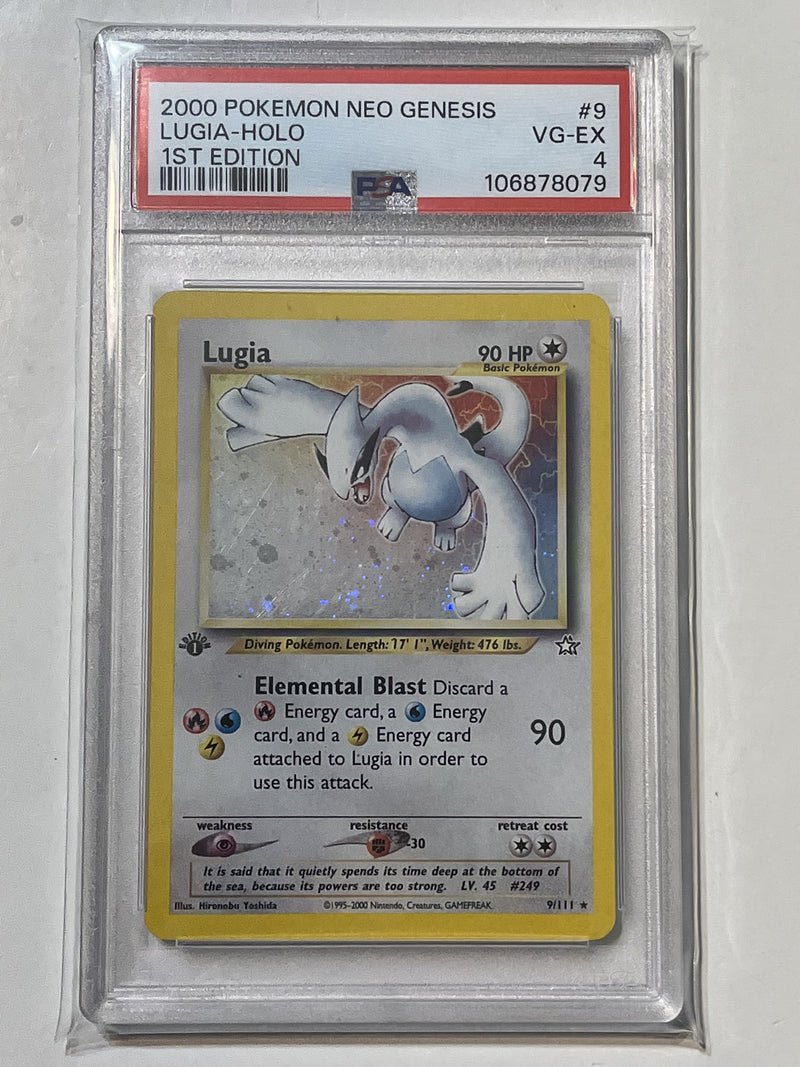 2000 POKEMON NEO GENESIS #9
LUGIA-HOLO VG-EX
1ST EDITION 4
PSA 106878079
Lugia 90 HP
Basic Pokémon
EDITION
1
Diving Pokémon. Length: 17' 1", Weight: 476 lbs.
Elemental Blast Discard a
Energy card, a Energy
card, and a Energy card
attached to Lugia in order to
use this attack.
90
weakness resistance retreat cost
-30
It is said that it quietly spends its time deep at the bottom of
the sea, because its powers are too strong. LV. 45 #249
Illus. Hironobu Yoshida ©1995-2000 Nintendo, Creatures, GAMEFREAK 9/111 ★